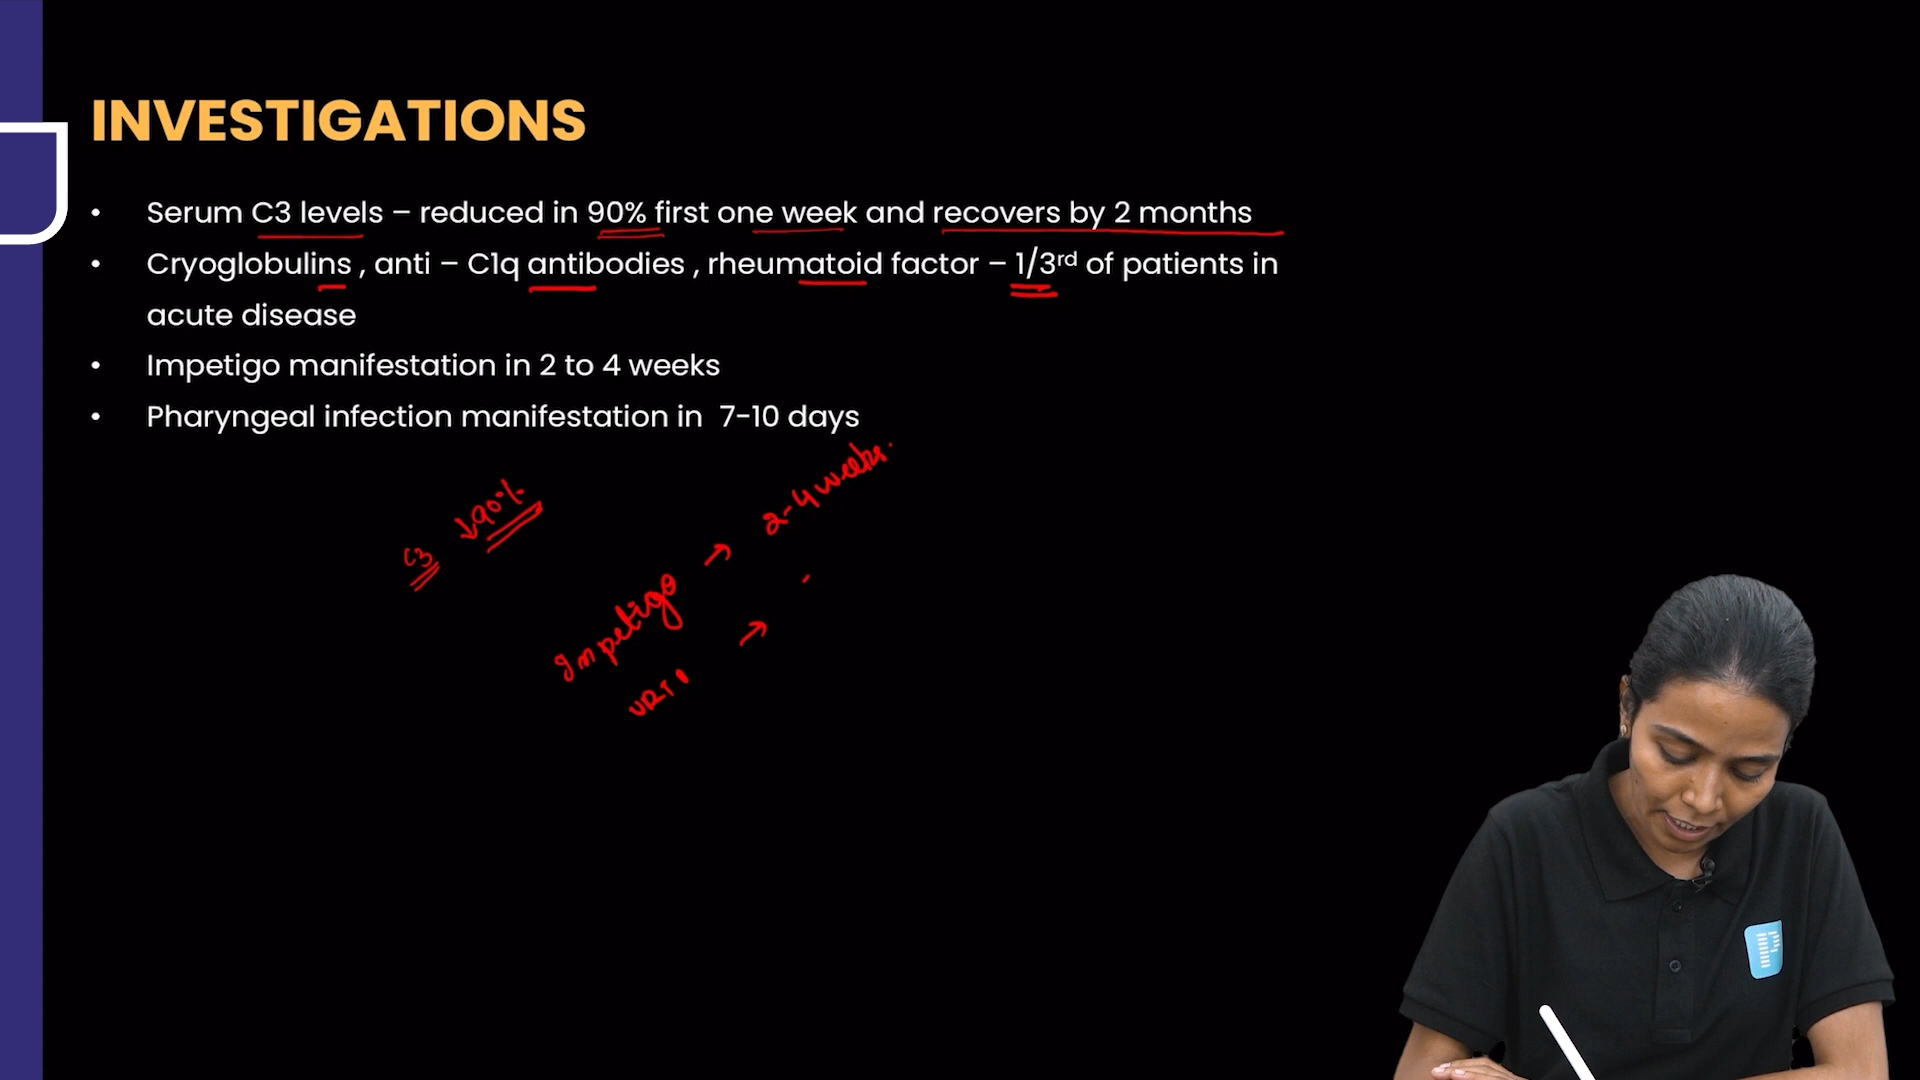 INVESTIGATIONS
• Serum C3 levels – reduced in 90% first one week and recovers by 2 months
• Cryoglobulins , anti – C1q antibodies , rheumatoid factor – 1/3rd of patients in
acute disease
• Impetigo manifestation in 2 to 4 weeks
• Pharyngeal infection manifestation in 7-10 days
C3 ↓90%
Impetigo → 2-4 weeks.
URTI →